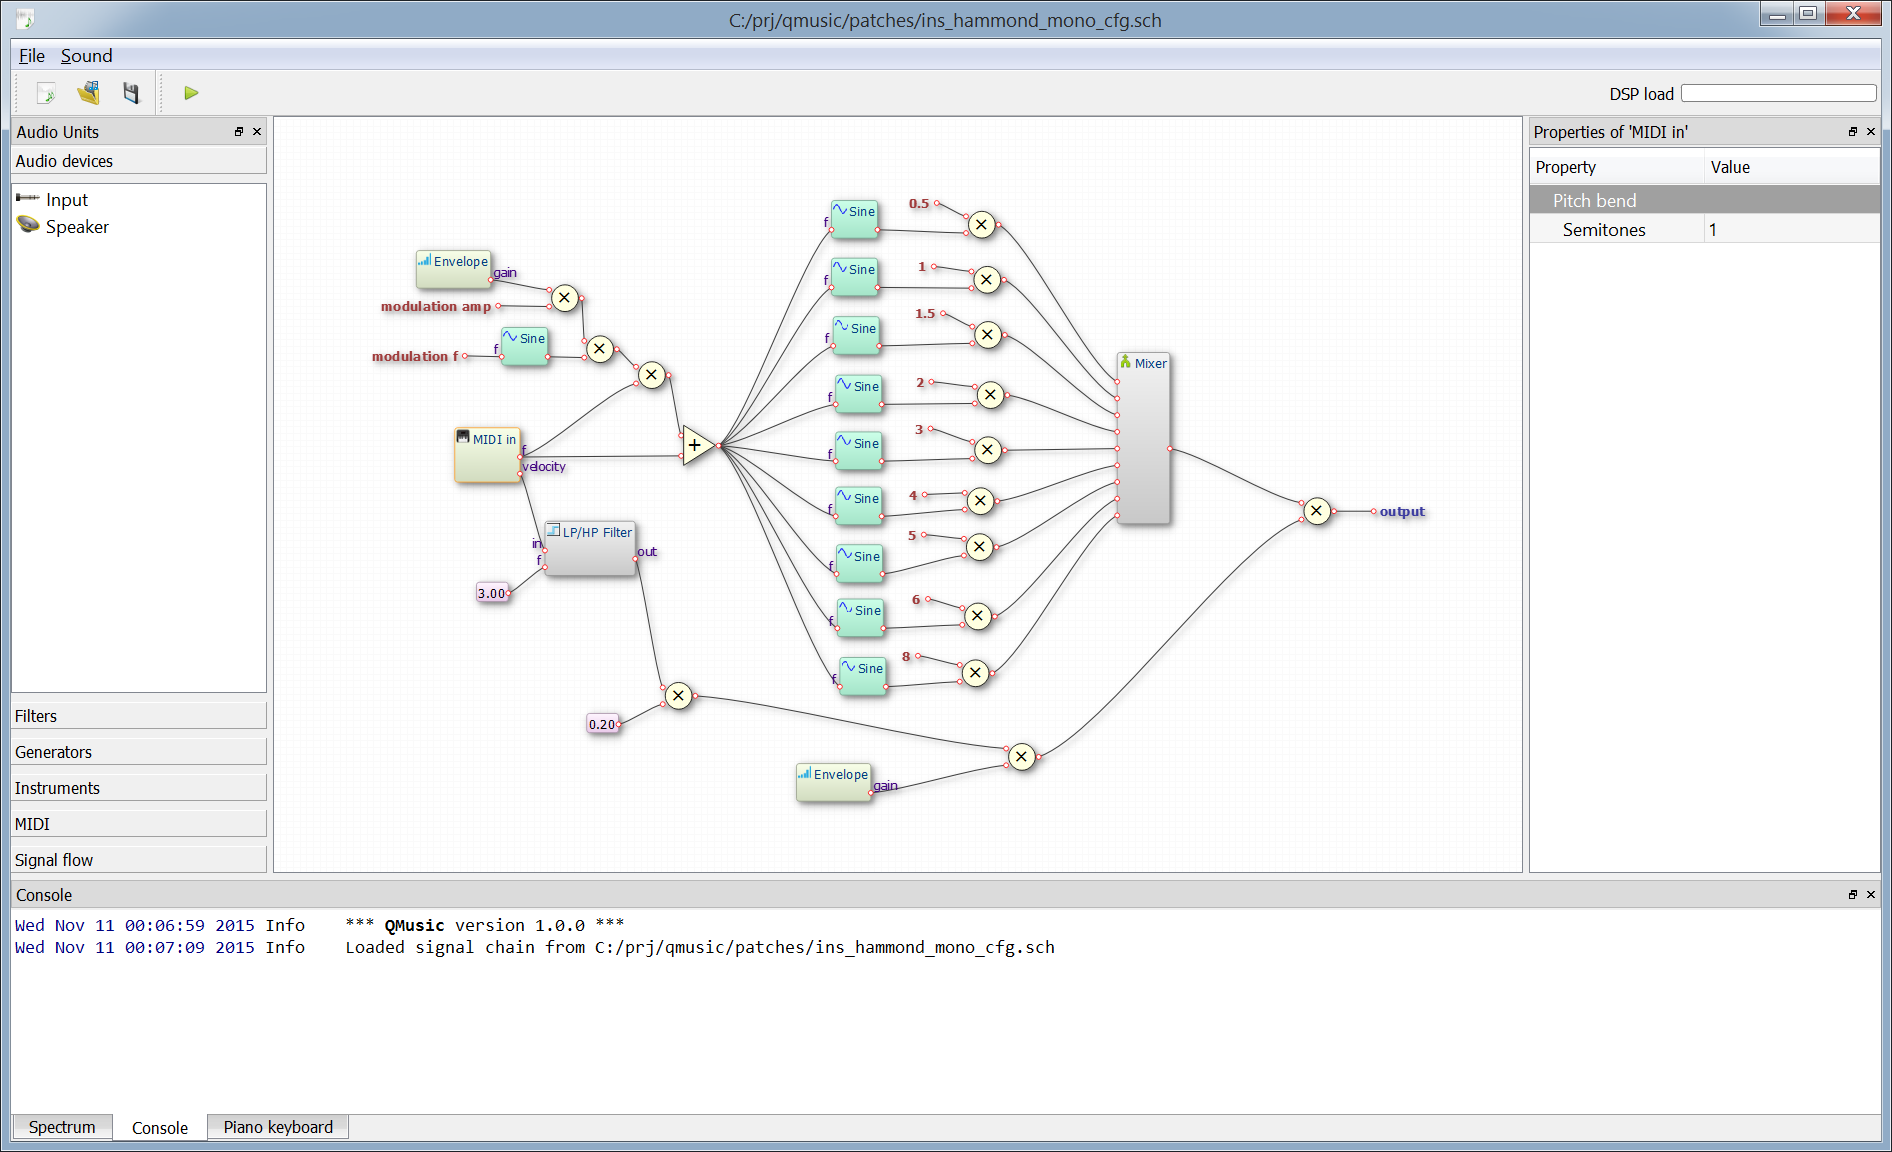 C:/prj/qmusic/patches/ins_hammond_mono_cfg.sch
File Sound
DSP load
Audio Units
Audio devices
Input
Speaker
Filters
Generators
Instruments
MIDI
Signal flow
Envelope
gain
modulation amp
modulation f
f
Sine
MIDI in
f
velocity
LP/HP Filter
in
f
out
3.00
0.20
+
f Sine 0.5
f Sine 1
f Sine 1.5
f Sine 2
f Sine 3
f Sine 4
f Sine 5
f Sine 6
f Sine 8
Mixer
output
Envelope
gain
Properties of 'MIDI in'
Property Value
Pitch bend
Semitones 1
Console
Wed Nov 11 00:06:59 2015 Info *** QMusic version 1.0.0 ***
Wed Nov 11 00:07:09 2015 Info Loaded signal chain from C:/prj/qmusic/patches/ins_hammond_mono_cfg.sch
Spectrum Console Piano keyboard